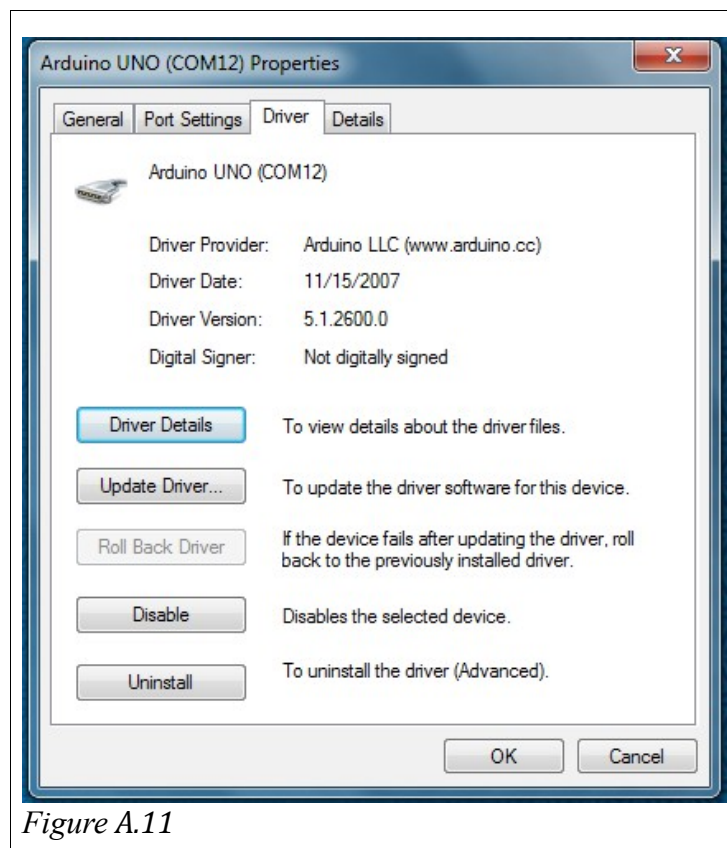 Arduino UNO (COM12) Properties
General Port Settings Driver Details
Arduino UNO (COM12)
Driver Provider: Arduino LLC (www.arduino.cc)
Driver Date: 11/15/2007
Driver Version: 5.1.2600.0
Digital Signer: Not digitally signed
Driver Details To view details about the driver files.
Update Driver... To update the driver software for this device.
Roll Back Driver If the device fails after updating the driver, roll
back to the previously installed driver.
Disable Disables the selected device.
Uninstall To uninstall the driver (Advanced).
OK Cancel
Figure A.11